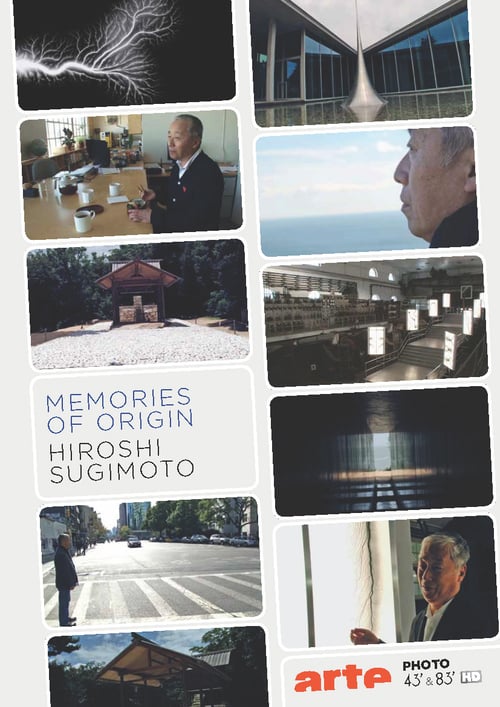 MEMORIES
OF ORIGIN
HIROSHI
SUGIMOTO
arte PHOTO
43' & 83' HD